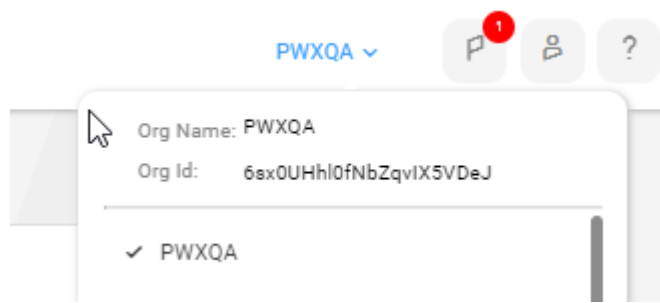 PWXQA
1
?
Org Name: PWXQA
Org Id: 6sx0UHhl0fNbZqvIX5VDeJ
PWXQA